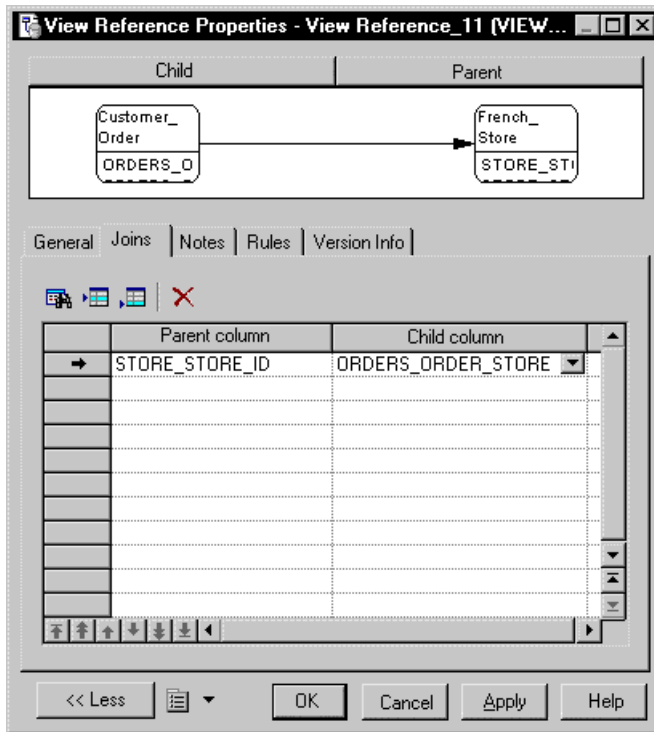 View Reference Properties - View Reference_11 (VIEW...
Child Parent
Customer_
Order
ORDERS_O
French_
Store
STORE_STO
General Joins Notes Rules Version Info
Parent column Child column
STORE_STORE_ID ORDERS_ORDER_STORE
<< Less OK Cancel Apply Help